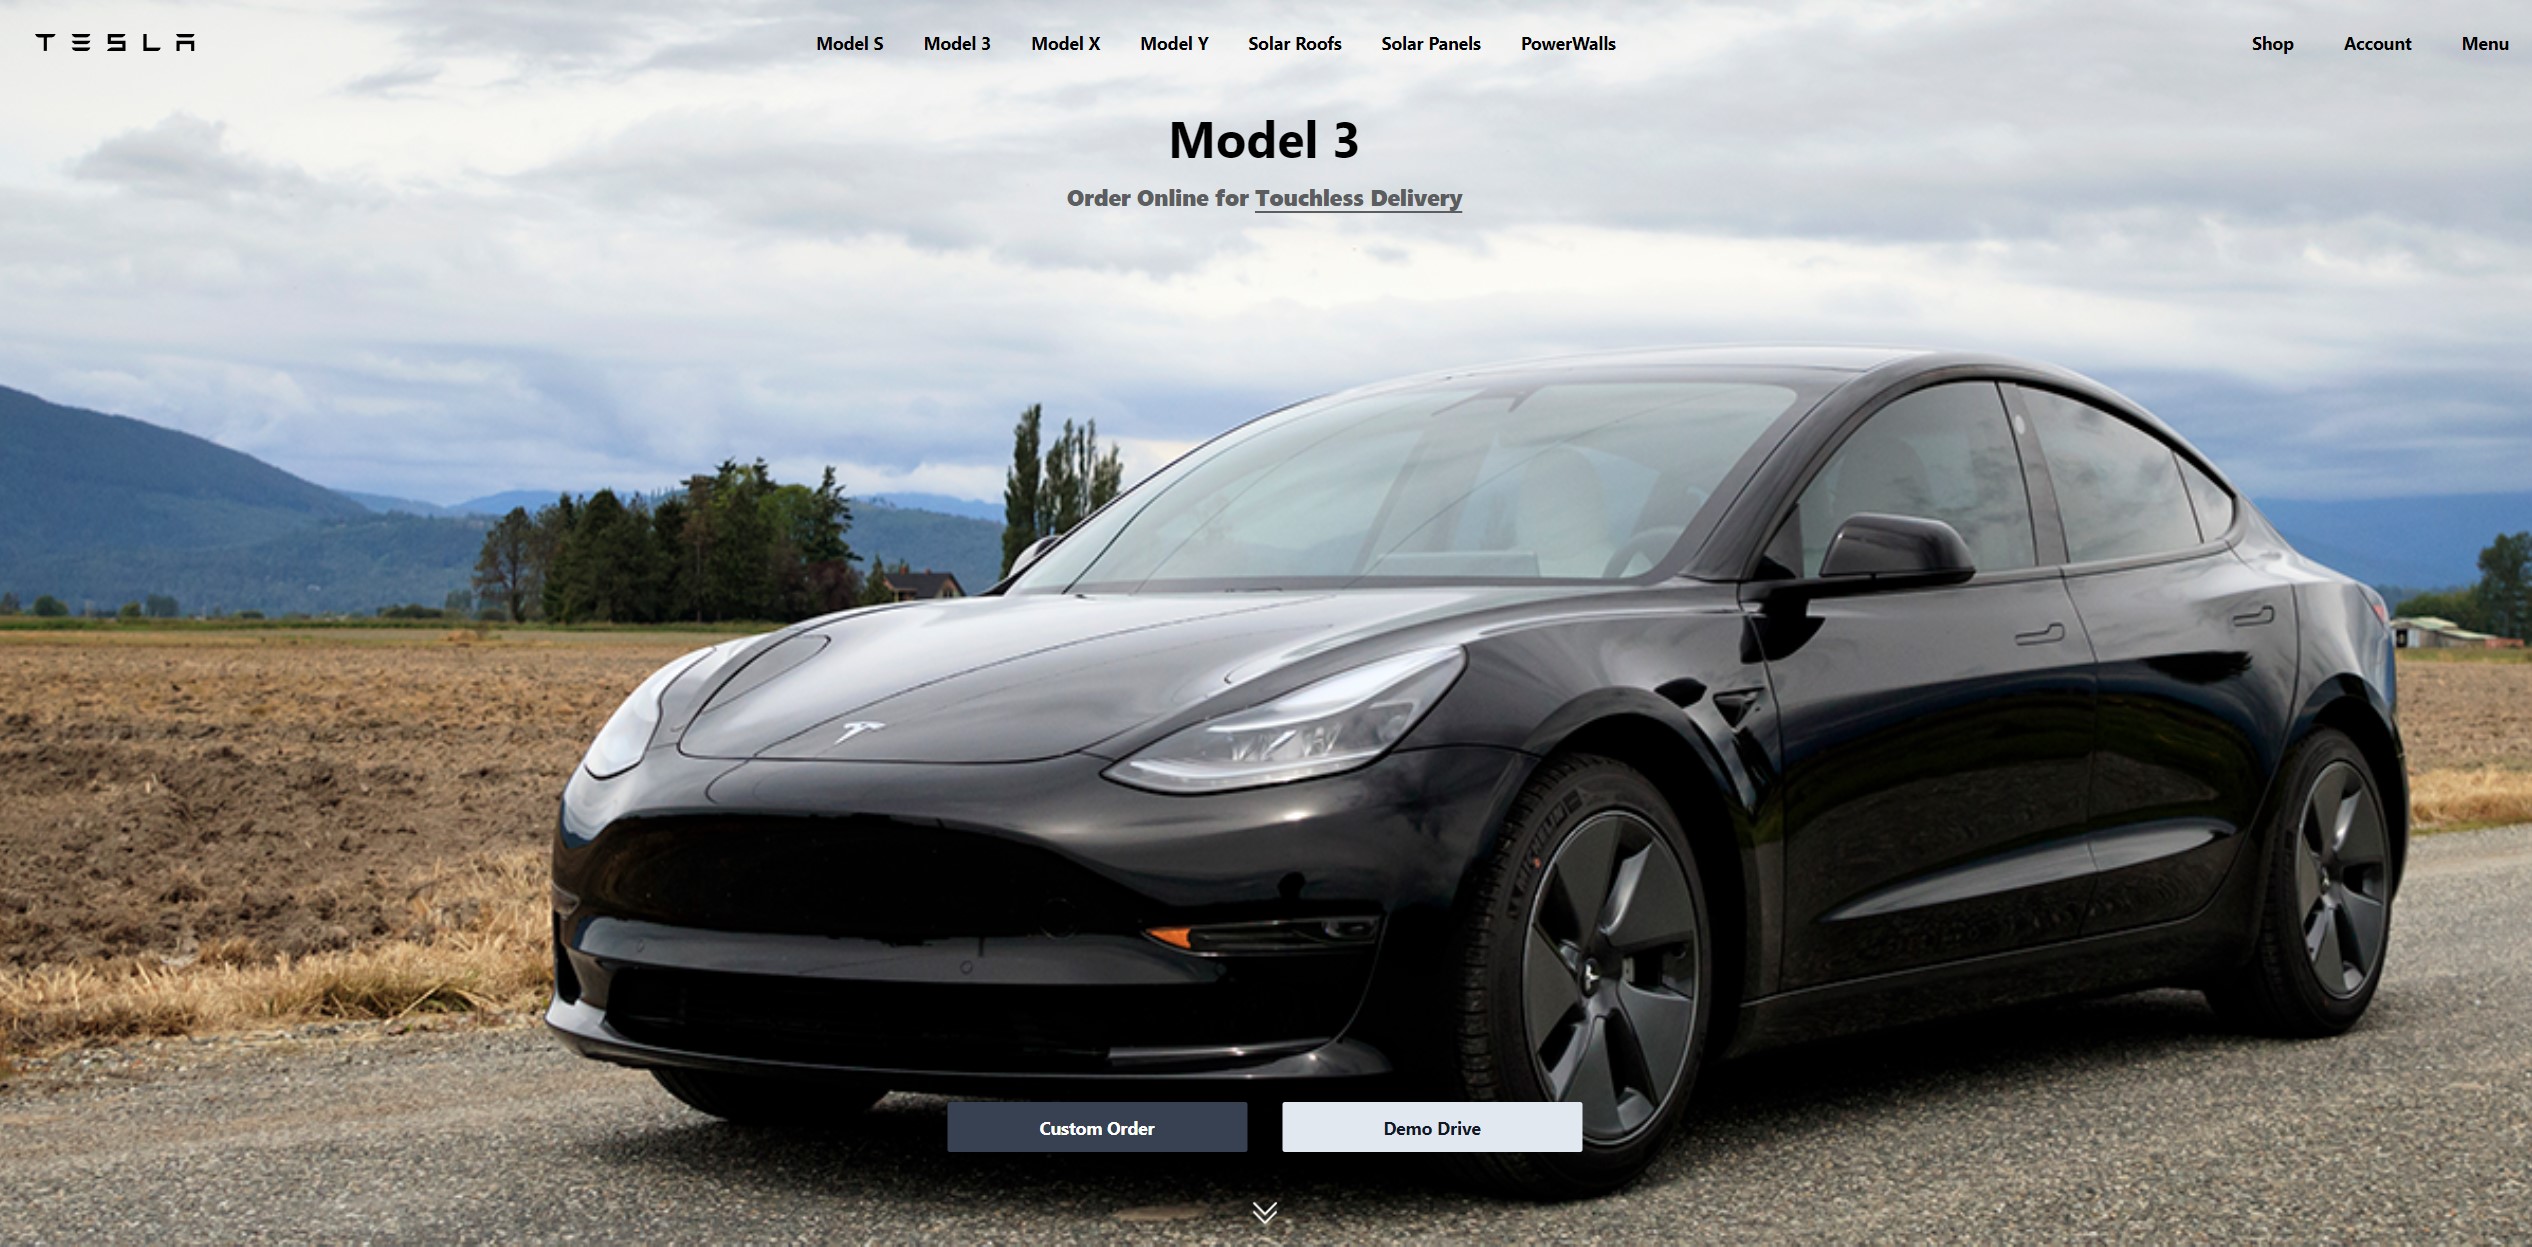 TESLA
Model S Model 3 Model X Model Y Solar Roofs Solar Panels PowerWalls
Shop Account Menu
Model 3
Order Online for Touchless Delivery
MICHELIN
Custom Order
Demo Drive